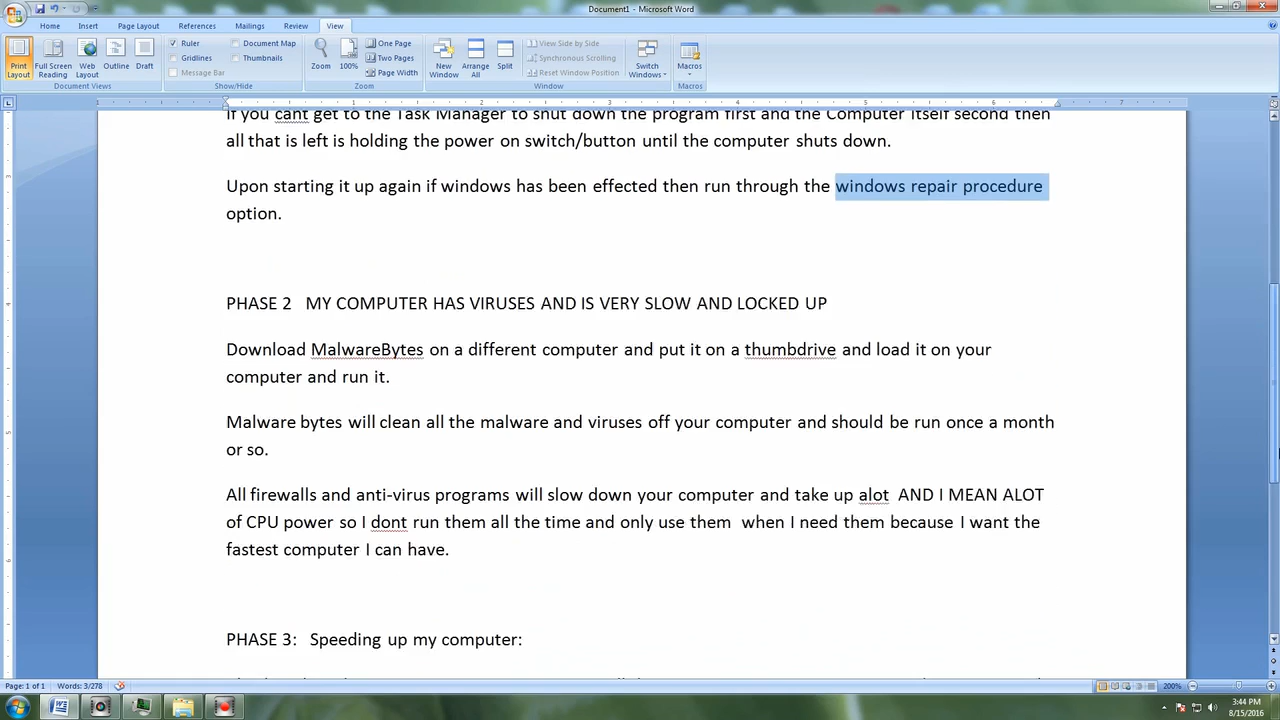 Document1 - Microsoft Word
Home Insert Page Layout References Mailings Review View
Print Layout
Full Screen Reading
Web Layout
Outline
Draft
Document Views
Ruler
Gridlines
Message Bar
Document Map
Thumbnails
Show/Hide
Zoom
100%
One Page
Two Pages
Page Width
Zoom
New Window
Arrange All
Split
View Side by Side
Synchronous Scrolling
Reset Window Position
Switch Windows
Window
Macros
Macros
1 1 2 3 4 5 6 7
If you cant get to the Task Manager to shut down the program first and the Computer itself second then
all that is left is holding the power on switch/button until the computer shuts down.
Upon starting it up again if windows has been effected then run through the windows repair procedure
option.
PHASE 2 MY COMPUTER HAS VIRUSES AND IS VERY SLOW AND LOCKED UP
Download MalwareBytes on a different computer and put it on a thumbdrive and load it on your
computer and run it.
Malware bytes will clean all the malware and viruses off your computer and should be run once a month
or so.
All firewalls and anti-virus programs will slow down your computer and take up alot AND I MEAN ALOT
of CPU power so I dont run them all the time and only use them when I need them because I want the
fastest computer I can have.
PHASE 3: Speeding up my computer:
Page: 1 of 1 Words: 3/278 200%
3:44 PM
8/15/2016